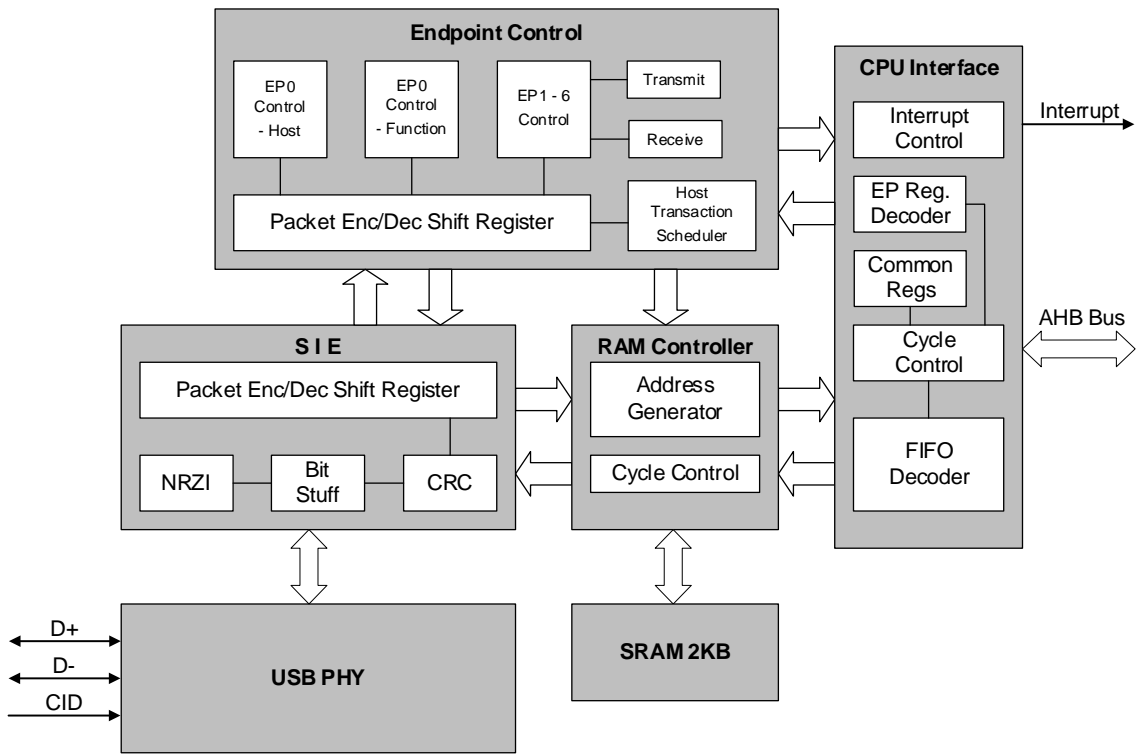 Endpoint Control
EP0
Control
- Host
EP0
Control
- Function
EP1 - 6
Control
Transmit
Receive
Packet Enc/Dec Shift Register
Host
Transaction
Scheduler
CPU Interface
Interrupt
Control
EP Reg.
Decoder
Common
Regs
Cycle
Control
FIFO
Decoder
Interrupt
AHB Bus
S I E
Packet Enc/Dec Shift Register
NRZI
Bit
Stuff
CRC
RAM Controller
Address
Generator
Cycle Control
D+
D-
CID
USB PHY
SRAM 2KB